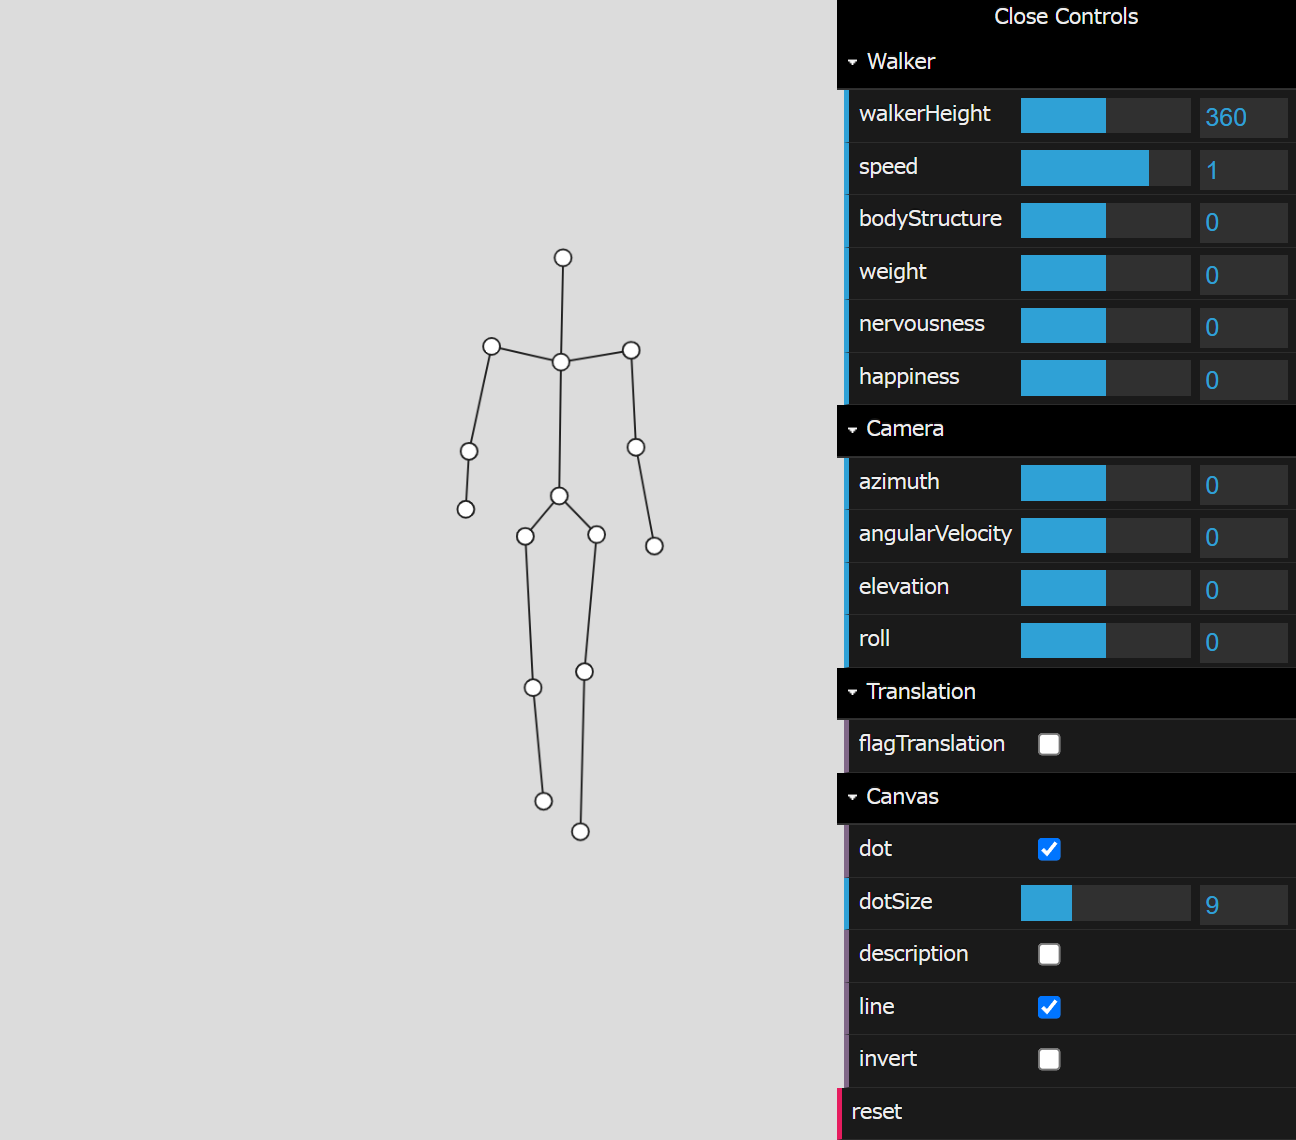 Close Controls
Walker
walkerHeight 360
speed 1
bodyStructure 0
weight 0
nervousness 0
happiness 0
Camera
azimuth 0
angularVelocity 0
elevation 0
roll 0
Translation
flagTranslation
Canvas
dot
dotSize 9
description
line
invert
reset